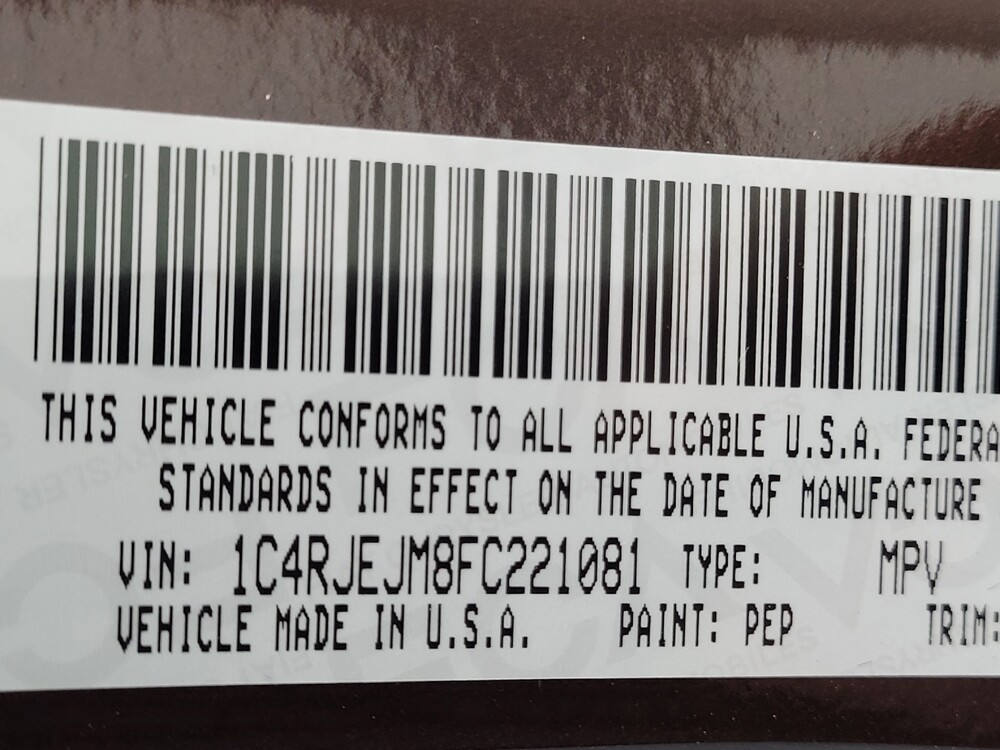 THIS VEHICLE CONFORMS TO ALL APPLICABLE U.S.A. FEDERA
STANDARDS IN EFFECT ON THE DATE OF MANUFACTURE
VIN: 1C4RJEJM8FC221081 TYPE: MPV
VEHICLE MADE IN U.S.A. PAINT: PEP TRIM: